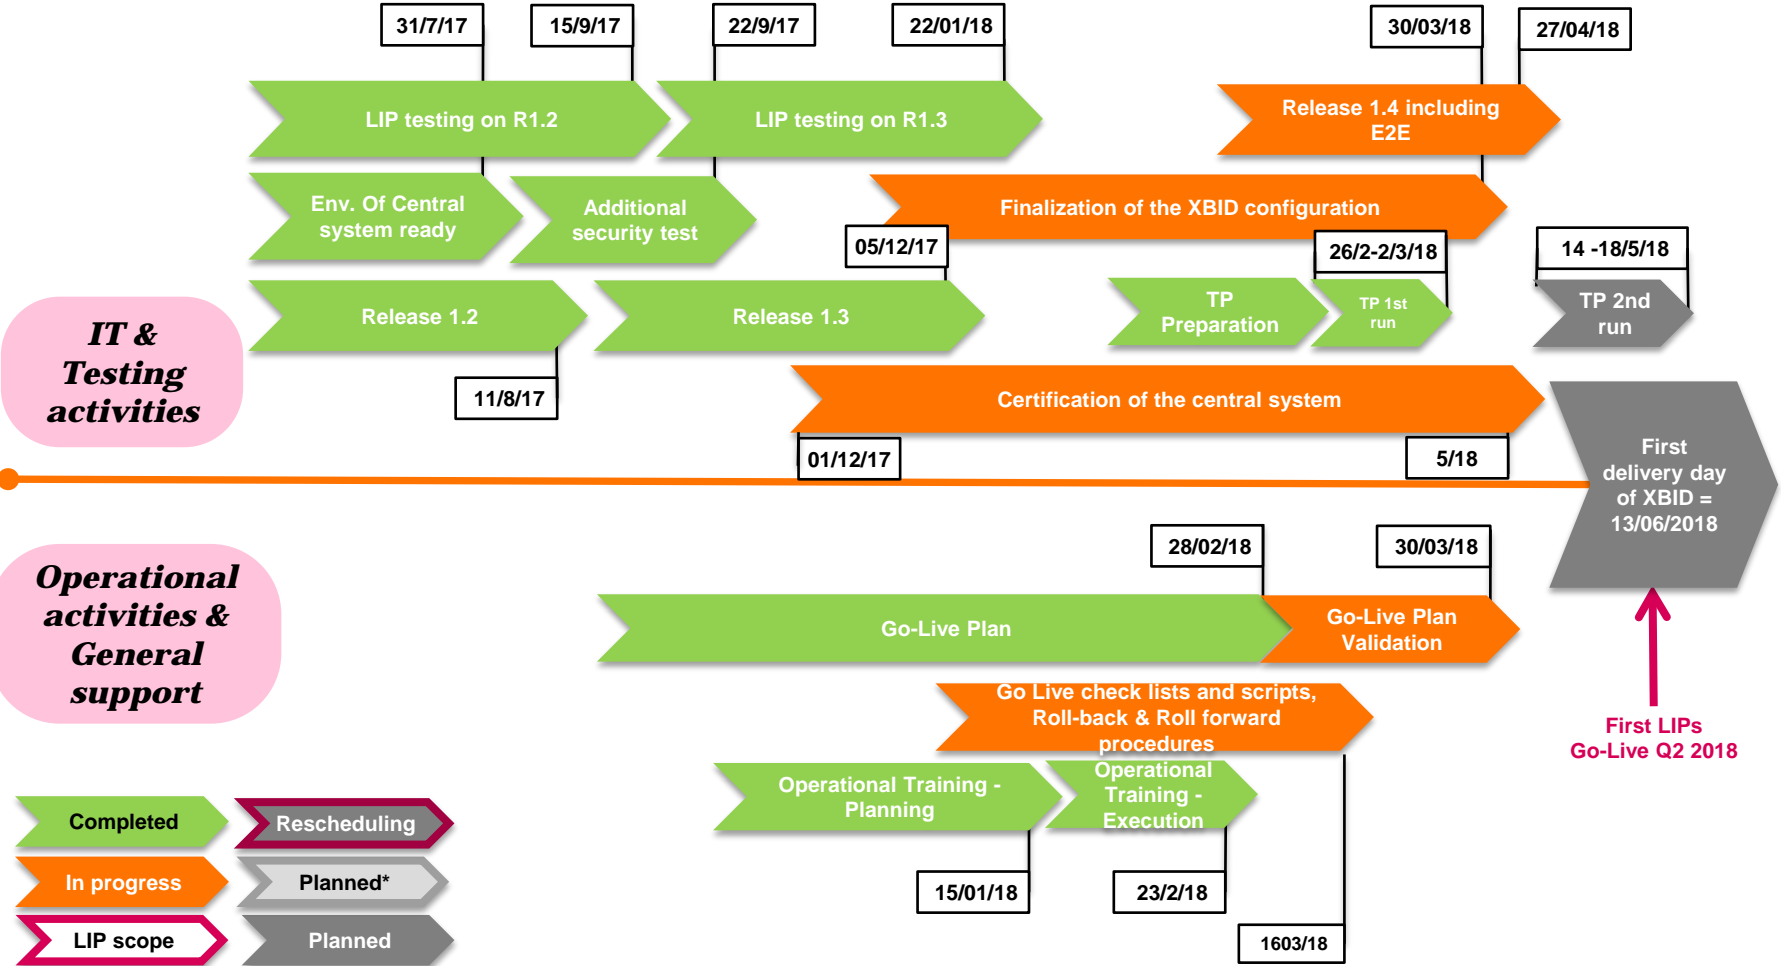 31/7/17
15/9/17
22/9/17
22/01/18
30/03/18
27/04/18
LIP testing on R1.2
LIP testing on R1.3
Release 1.4 including
E2E
Env. Of Central
system ready
Additional
security test
Finalization of the XBID configuration
05/12/17
26/2-2/3/18
14 -18/5/18
Release 1.2
Release 1.3
TP
Preparation
TP 1st
run
TP 2nd
run
IT &
Testing
activities
11/8/17
Certification of the central system
01/12/17
5/18
First
delivery day
of XBID =
13/06/2018
28/02/18
30/03/18
Operational
activities &
General
support
Go-Live Plan
Go-Live Plan
Validation
Go Live check lists and scripts,
Roll-back & Roll forward
procedures
First LIPs
Go-Live Q2 2018
Operational Training -
Planning
Operational
Training -
Execution
15/01/18
23/2/18
1603/18
Completed
Rescheduling
In progress
Planned*
LIP scope
Planned